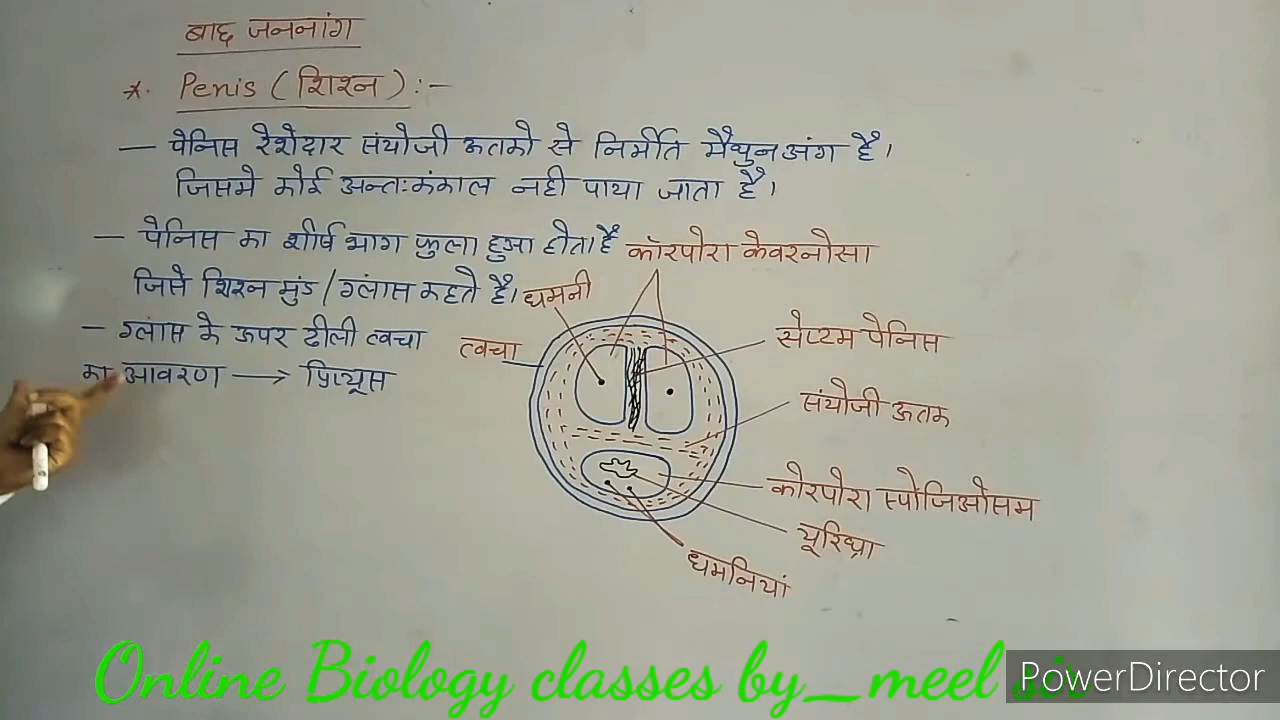 बाह्य जननांग
*. Penis (शिश्न) :-
— पेनिस रेशेदार संयोजी ऊतको से निर्मीत मैथुन अंग है।
जिसमे कोई अन्तःकंकाल नही पाया जाता है।
— पेनिस का शीर्ष भाग फुला हुआ होता है
जिसे शिश्न मुंड/ग्लांस कहते है।
— ग्लांस के ऊपर ढीली त्वचा
का आवरण → प्रिप्यूस
कॉरपोरा केवरनोसा
धमनी
त्वचा
सेप्टम पेनिस
संयोजी ऊतक
कोरपोरा स्पोंजिओसम
यूरिथ्रा
धमनियां
Online Biology classes by_meel
PowerDirector